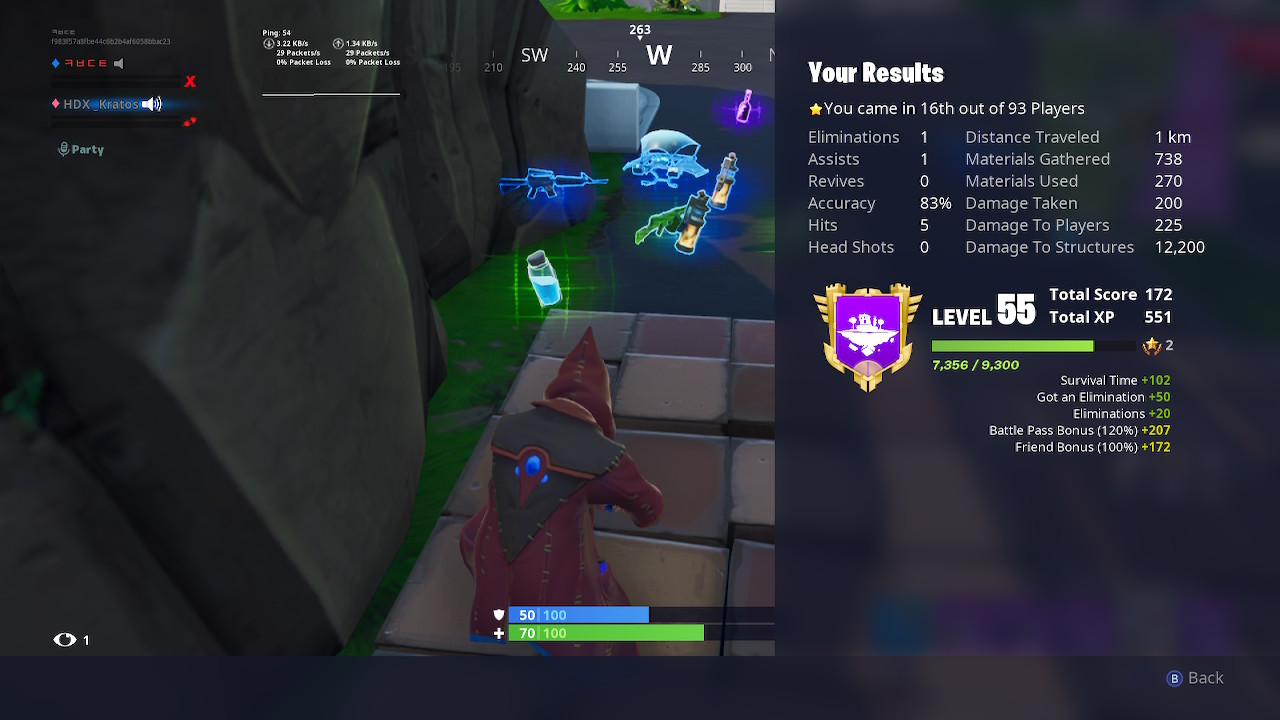 ㅋㅂㄷㅌ
ㅋㅂㄷㅌ
HDX_Kratos
Party
Ping: 54
3.22 KB/s 1.34 KB/s
29 Packets/s 29 Packets/s
0% Packet Loss 0% Packet Loss
263
195 210 SW 240 255 W 285 300 N
1
50 100
70 100
Your Results
You came in 16th out of 93 Players
Eliminations 1 Distance Traveled 1 km
Assists 1 Materials Gathered 738
Revives 0 Materials Used 270
Accuracy 83% Damage Taken 200
Hits 5 Damage To Players 225
Head Shots 0 Damage To Structures 12,200
LEVEL 55
Total Score 172
Total XP 551
2
7,356 / 9,300
Survival Time +102
Got an Elimination +50
Eliminations +20
Battle Pass Bonus (120%) +207
Friend Bonus (100%) +172
B Back